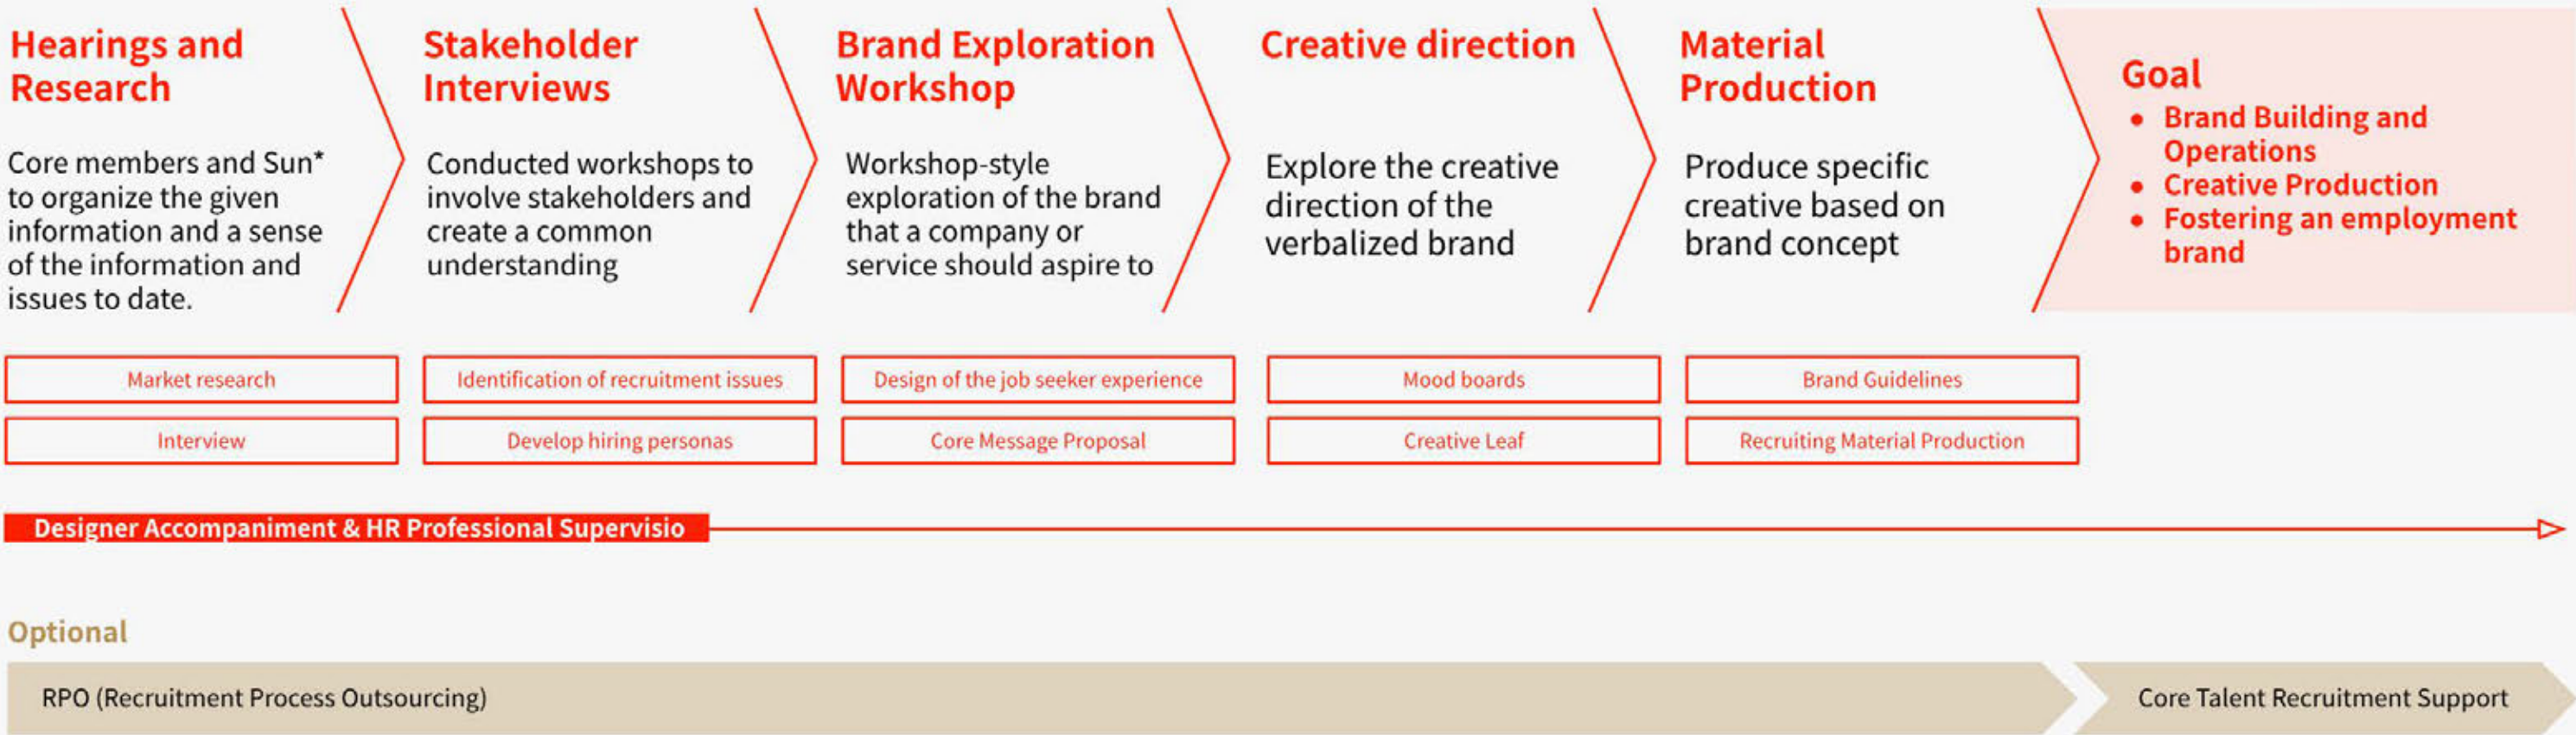 Hearings and
Research
Core members and Sun*
to organize the given
information and a sense
of the information and
issues to date.
Stakeholder
Interviews
Conducted workshops to
involve stakeholders and
create a common
understanding
Brand Exploration
Workshop
Workshop-style
exploration of the brand
that a company or
service should aspire to
Creative direction
Explore the creative
direction of the
verbalized brand
Material
Production
Produce specific
creative based on
brand concept
Goal
• Brand Building and
Operations
• Creative Production
• Fostering an employment
brand
Market research
Identification of recruitment issues
Design of the job seeker experience
Mood boards
Brand Guidelines
Interview
Develop hiring personas
Core Message Proposal
Creative Leaf
Recruiting Material Production
Designer Accompaniment & HR Professional Supervisio
Optional
RPO (Recruitment Process Outsourcing)
Core Talent Recruitment Support